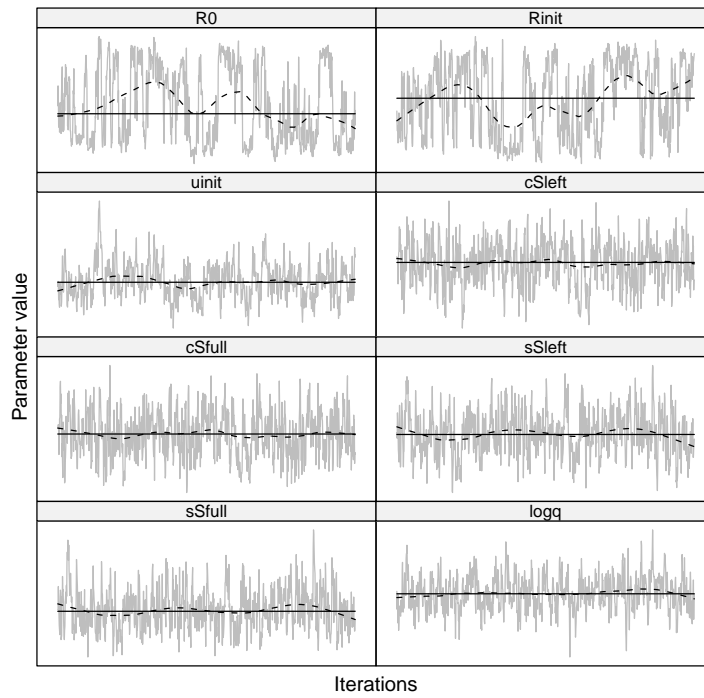 R0
Rinit
uinit
cSleft
cSfull
sSleft
sSfull
logq
Parameter value
Iterations